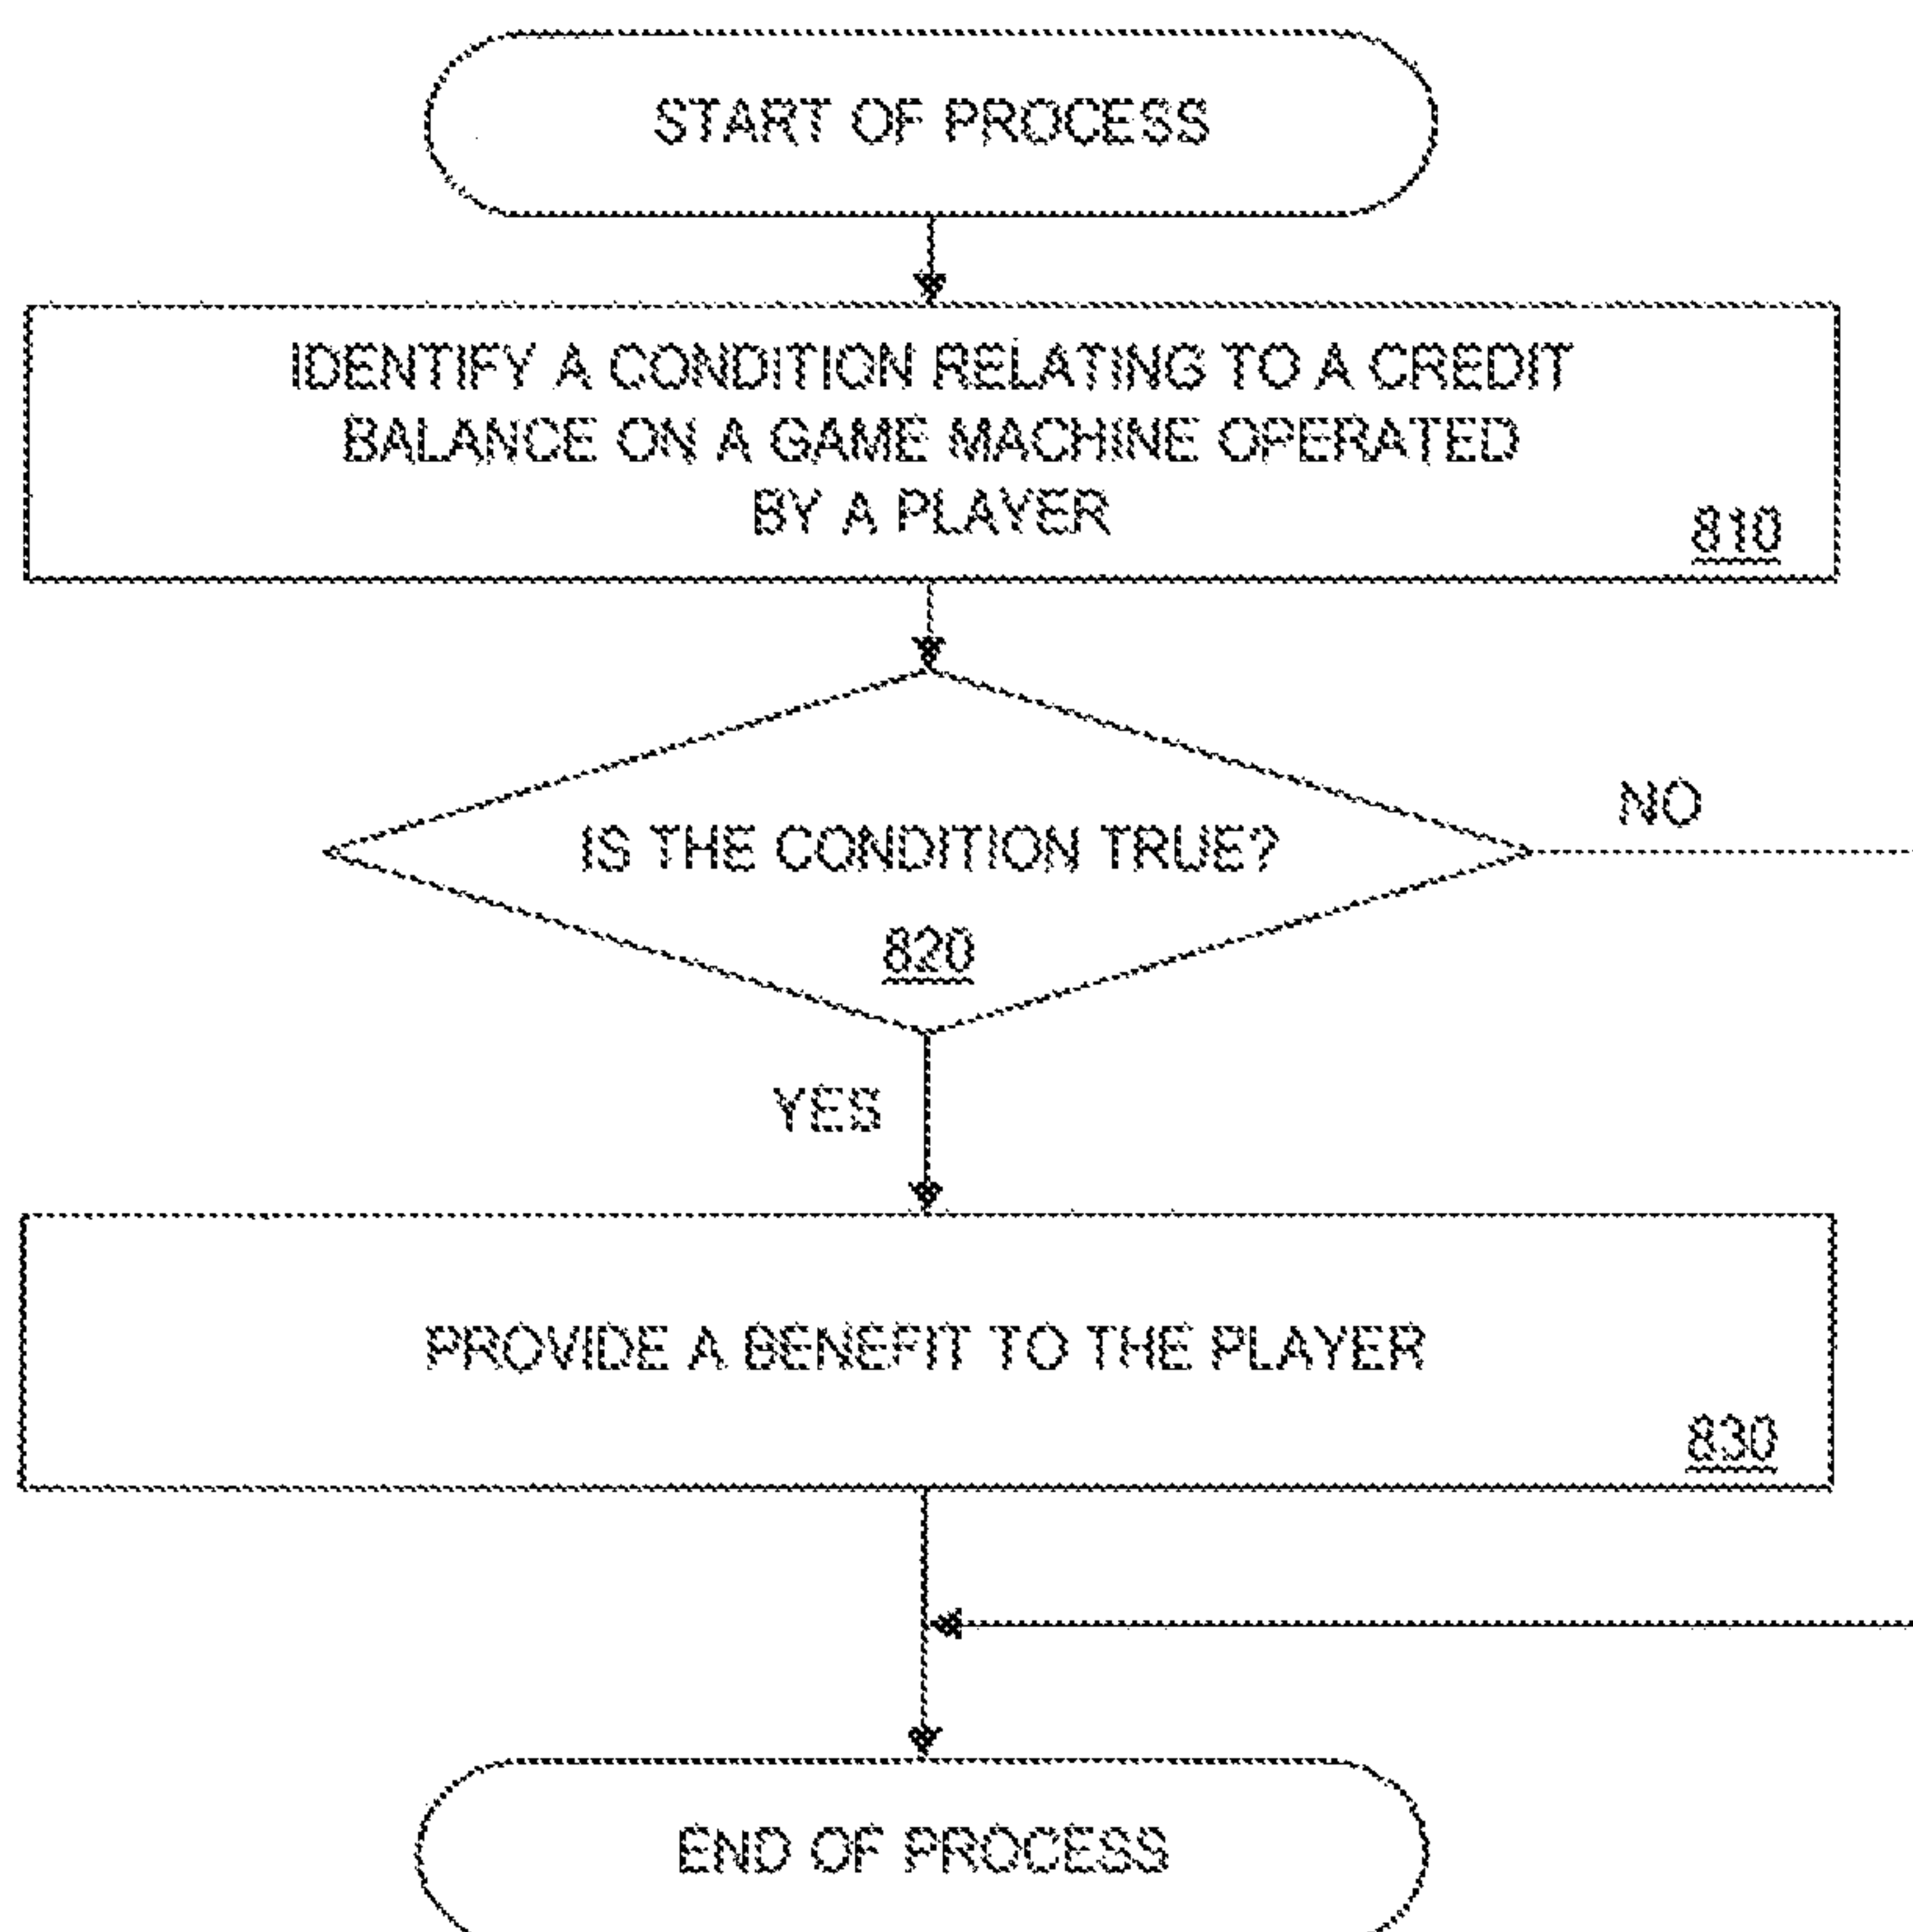 START OF PROCESS
IDENTIFY A CONDITION RELATING TO A CREDIT
BALANCE ON A GAME MACHINE OPERATED
BY A PLAYER
810
IS THE CONDITION TRUE?
NO
820
YES
PROVIDE A BENEFIT TO THE PLAYER
830
END OF PROCESS